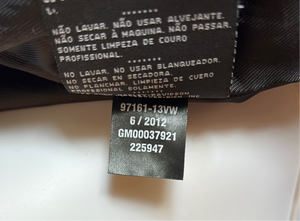 NÃO LAVAR. NÃO USAR ALVEJANTE.
NÃO SECAR À MAQUINA. NÃO PASSAR.
SOMENTE LIMPEZA DE COURO
PROFISSIONAL.
NO LAVAR. NO USAR BLANQUEADOR.
NO SECAR EN SECADORA.
NO PLANCHAR. LIMPIEZA DE CUERO
PROFESIONAL SOLAMENTE.
97161-13VW
6 / 2012
GM00037921
225947